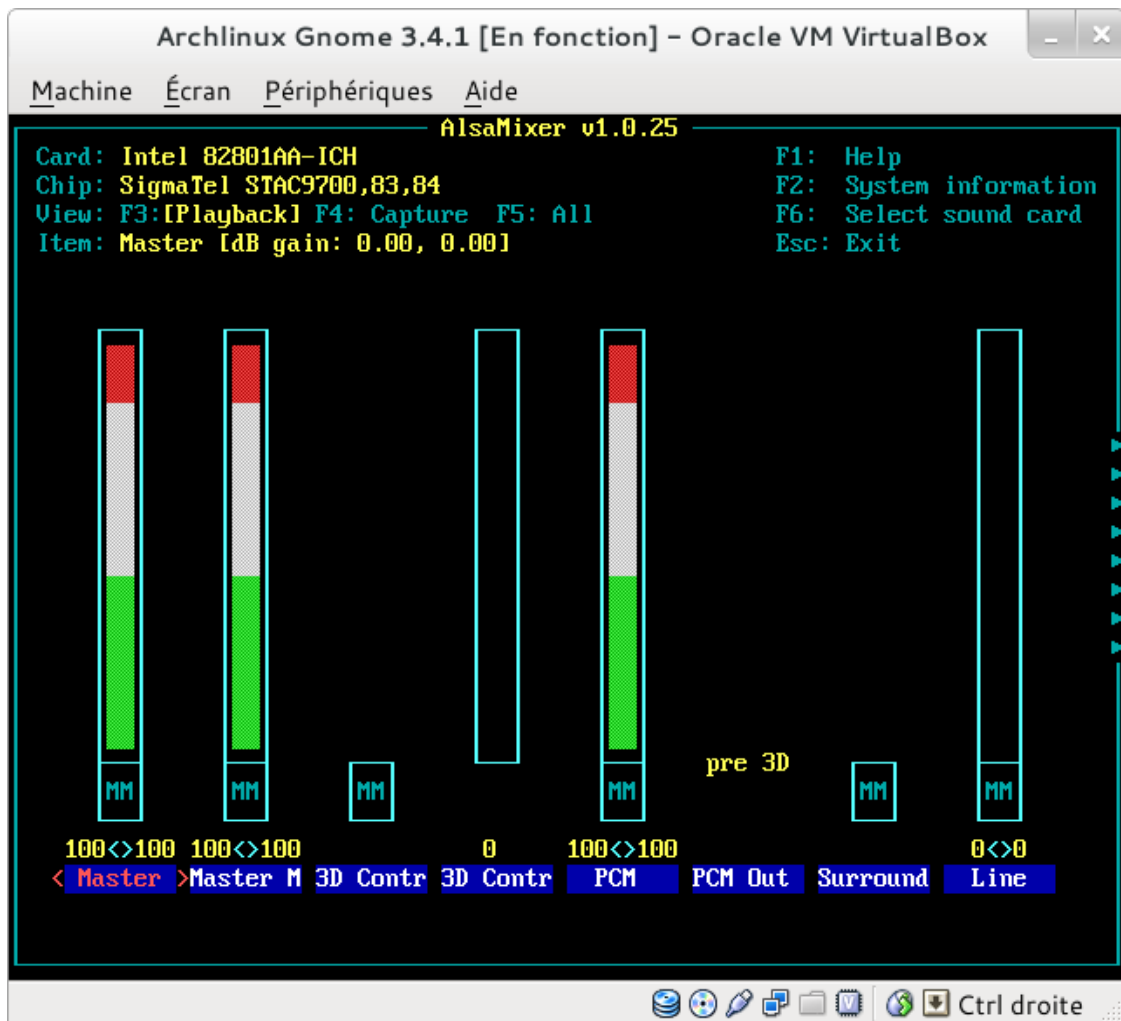 Archlinux Gnome 3.4.1 [En fonction] – Oracle VM VirtualBox
Machine Écran Périphériques Aide
AlsaMixer v1.0.25
Card: Intel 82801AA-ICH F1: Help
Chip: SigmaTel STAC9700,83,84 F2: System information
View: F3:[Playback] F4: Capture F5: All F6: Select sound card
Item: Master [dB gain: 0.00, 0.00] Esc: Exit
pre 3D
MM MM MM MM MM MM
100<>100 100<>100 0 100<>100 0<>0
< Master >Master M 3D Contr 3D Contr PCM PCM Out Surround Line
V Ctrl droite